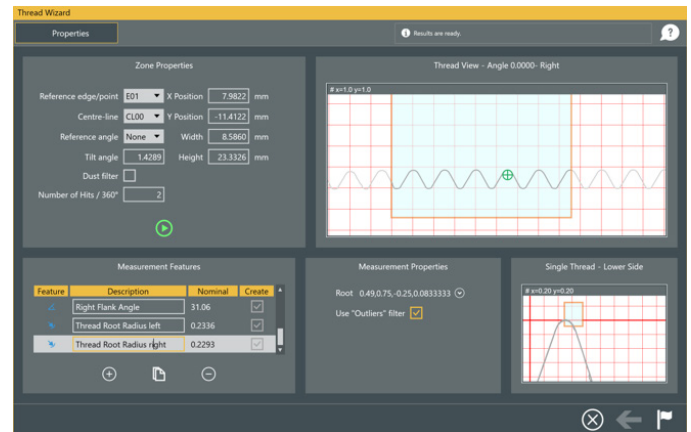 Thread Wizard
Properties
Results are ready.
Zone Properties
Reference edge/point E01 X Position 7.9822 mm
Centre-line CL00 Y Position -11.4122 mm
Reference angle None Width 8.5860 mm
Tilt angle 1.4289 Height 23.3326 mm
Dust filter
Number of Hits / 360° 2
Thread View - Angle 0.0000- Right
# x=1.0 y=1.0
Measurement Features
Feature Description Nominal Create
Right Flank Angle 31.06
Thread Root Radius left 0.2336
Thread Root Radius right 0.2293
Measurement Properties
Root 0.49,0.75,-0.25,0.0833333
Use "Outliers" filter
Single Thread - Lower Side
# x=0.20 y=0.20